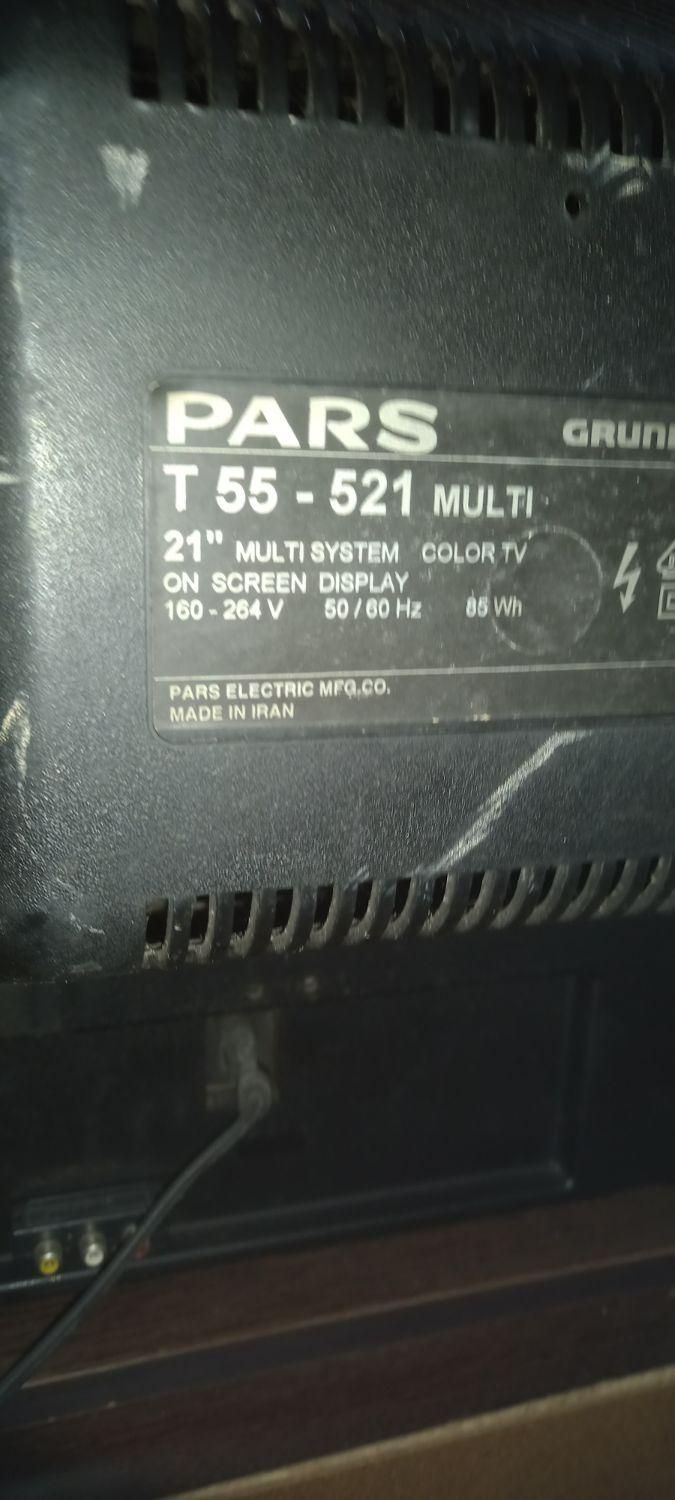 PARS GRUN
T 55 - 521 MULTI
21" MULTI SYSTEM COLOR TV
ON SCREEN DISPLAY
160 - 264 V 50 / 60 Hz 85 Wh
PARS ELECTRIC MFG.CO.
MADE IN IRAN